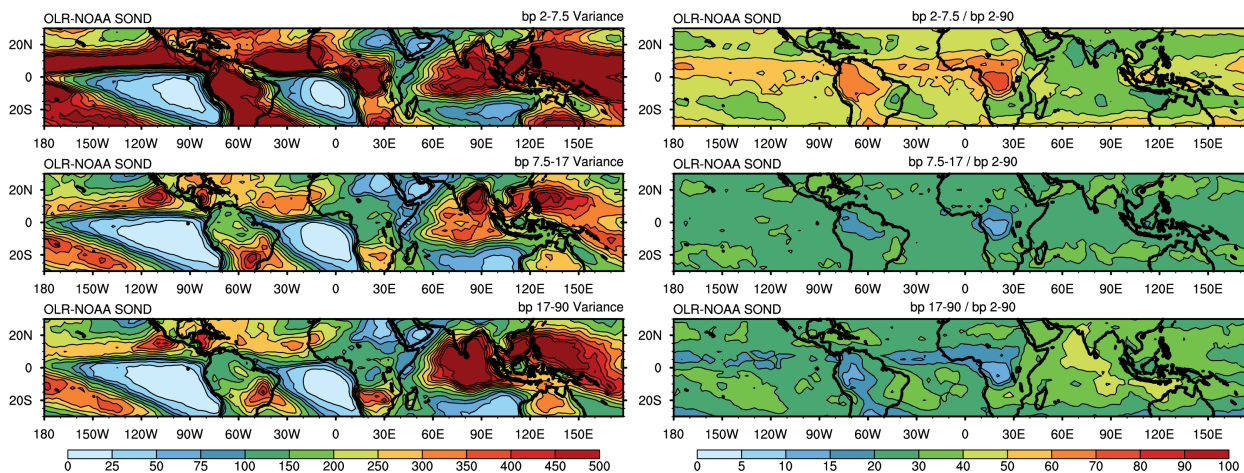 OLR-NOAA SOND bp 2-7.5 Variance
20N
0
20S
180 150W 120W 90W 60W 30W 0 30E 60E 90E 120E 150E
OLR-NOAA SOND bp 7.5-17 Variance
20N
0
20S
180 150W 120W 90W 60W 30W 0 30E 60E 90E 120E 150E
OLR-NOAA SOND bp 17-90 Variance
20N
0
20S
180 150W 120W 90W 60W 30W 0 30E 60E 90E 120E 150E
0 25 50 75 100 150 200 250 300 350 400 450 500
OLR-NOAA SOND bp 2-7.5 / bp 2-90
20N
0
20S
180 150W 120W 90W 60W 30W 0 30E 60E 90E 120E 150E
OLR-NOAA SOND bp 7.5-17 / bp 2-90
20N
0
20S
180 150W 120W 90W 60W 30W 0 30E 60E 90E 120E 150E
OLR-NOAA SOND bp 17-90 / bp 2-90
20N
0
20S
180 150W 120W 90W 60W 30W 0 30E 60E 90E 120E 150E
0 5 10 15 20 30 40 50 60 70 80 90 100